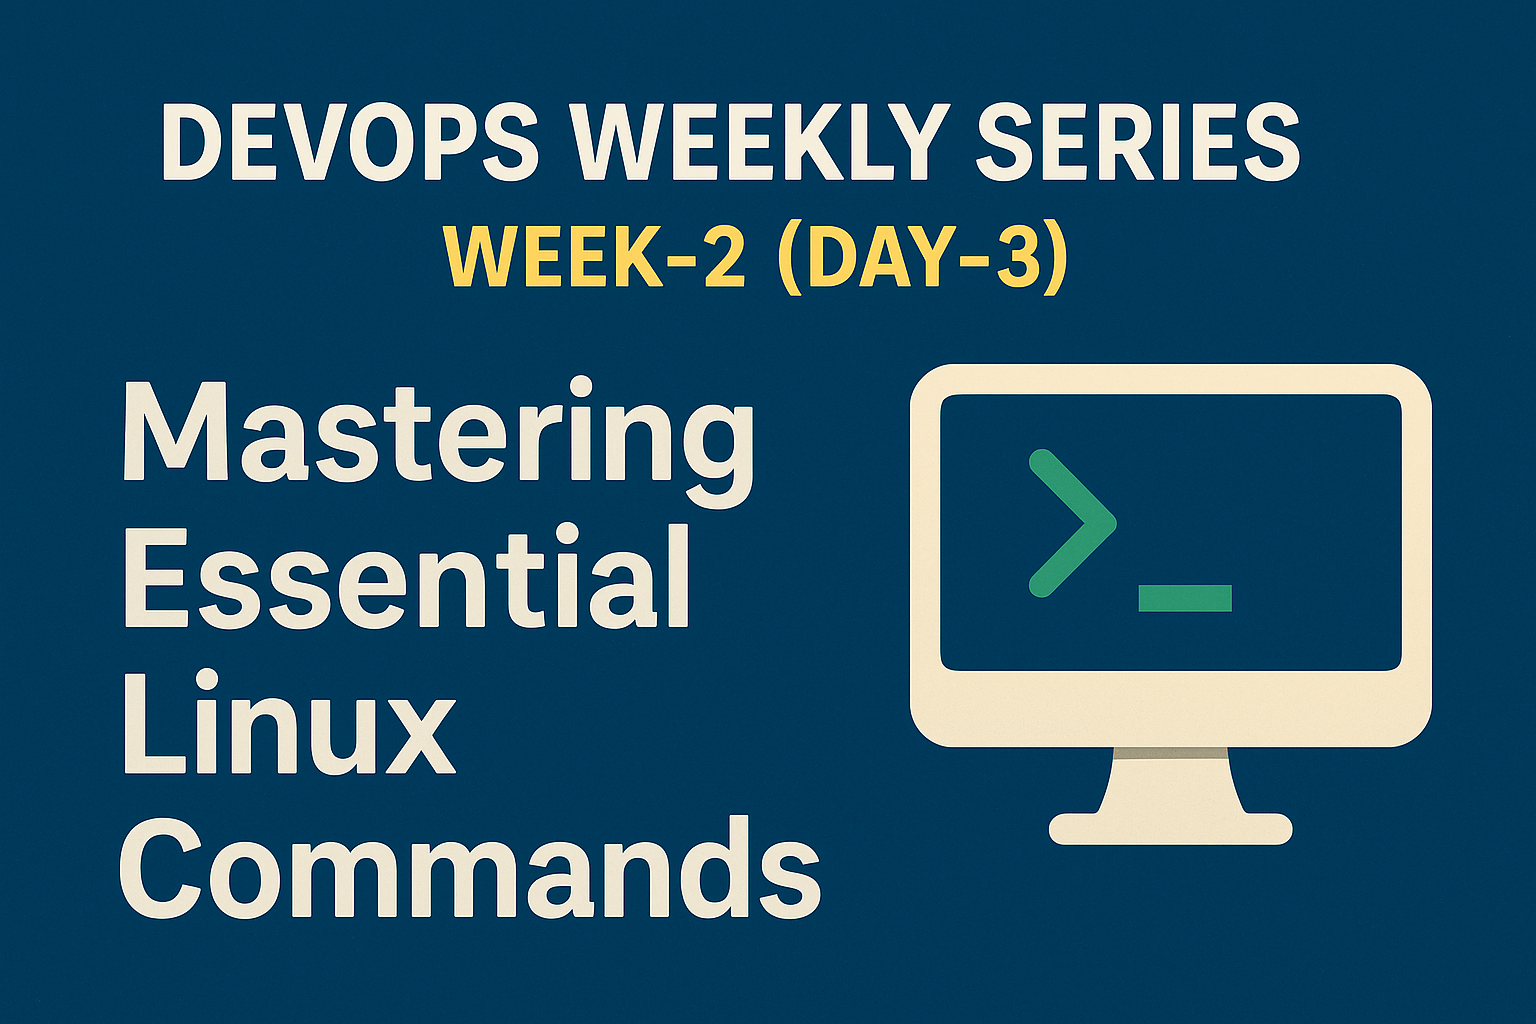 DEVOPS WEEKLY SERIES
WEEK-2 (DAY-3)
Mastering
Essential
Linux
Commands
>_